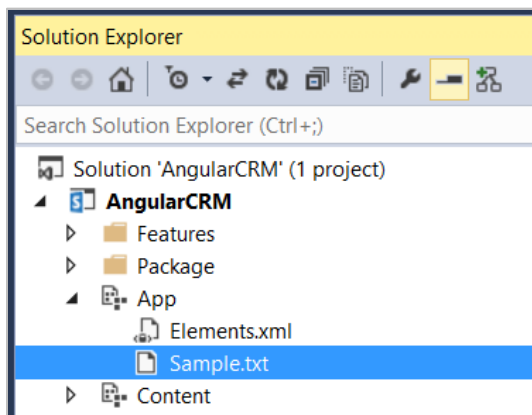 Solution Explorer
Search Solution Explorer (Ctrl+;)
Solution 'AngularCRM' (1 project)
AngularCRM
Features
Package
App
Elements.xml
Sample.txt
Content